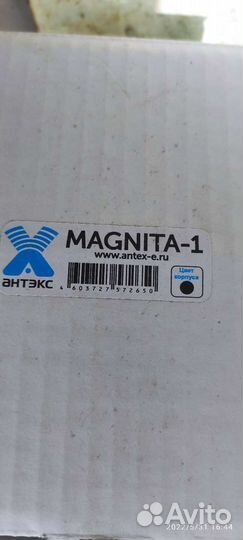 MAGNITA-1
www.antex-e.ru
АНТЭКС
4 603727 572650
Цвет
корпуса
2022/5/31 16:44
Avito